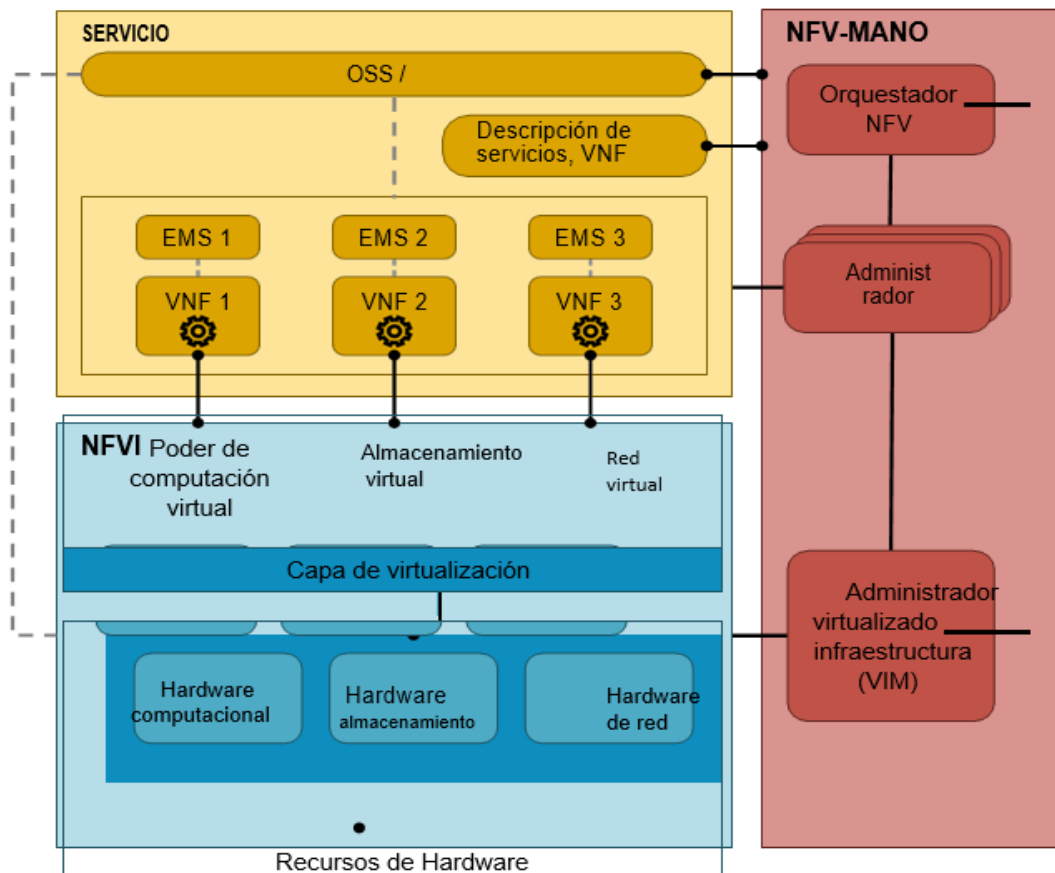 SERVICIO
OSS /
Descripción de
servicios, VNF
EMS 1
EMS 2
EMS 3
VNF 1
VNF 2
VNF 3
NFVI Poder de
computación
virtual
Almacenamiento
virtual
Red
virtual
Capa de virtualización
Hardware
computacional
Hardware
almacenamiento
Hardware
de red
Recursos de Hardware
NFV-MANO
Orquestador
NFV
Administ
rador
Administrador
virtualizado
infraestructura
(VIM)